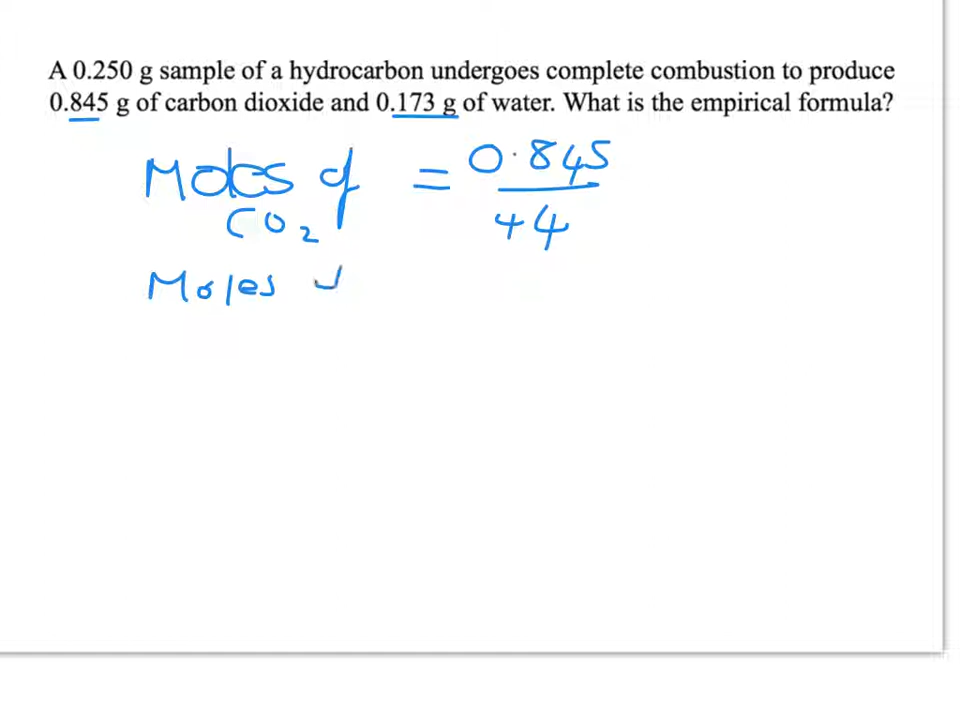 A 0.250 g sample of a hydrocarbon undergoes complete combustion to produce
0.845 g of carbon dioxide and 0.173 g of water. What is the empirical formula?
Moles of = 0.845
CO₂ 44
Moles